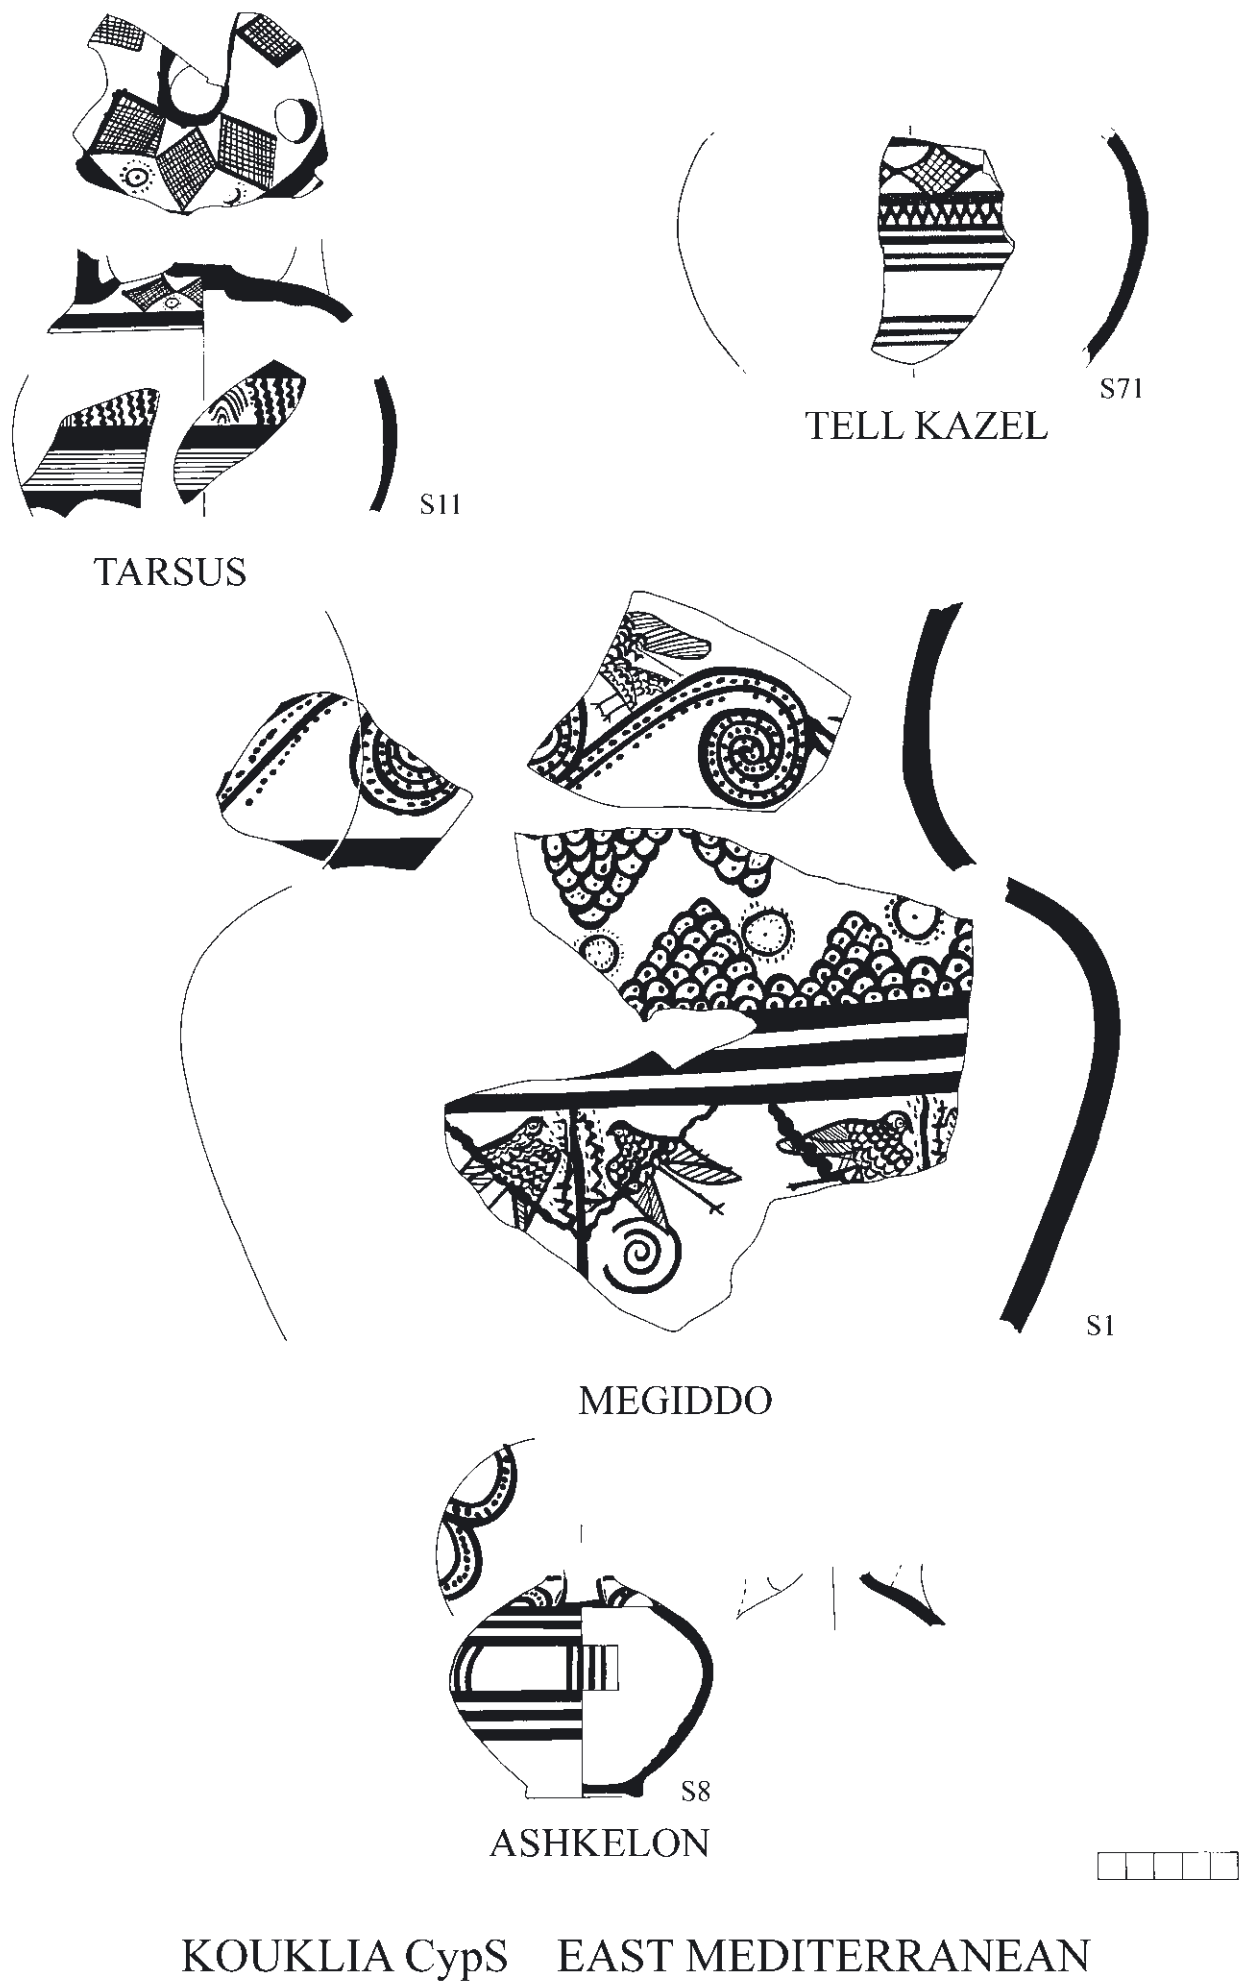 S71
TELL KAZEL
S11
TARSUS
S1
MEGIDDO
S8
ASHKELON
KOUKLIA CypS EAST MEDITERRANEAN